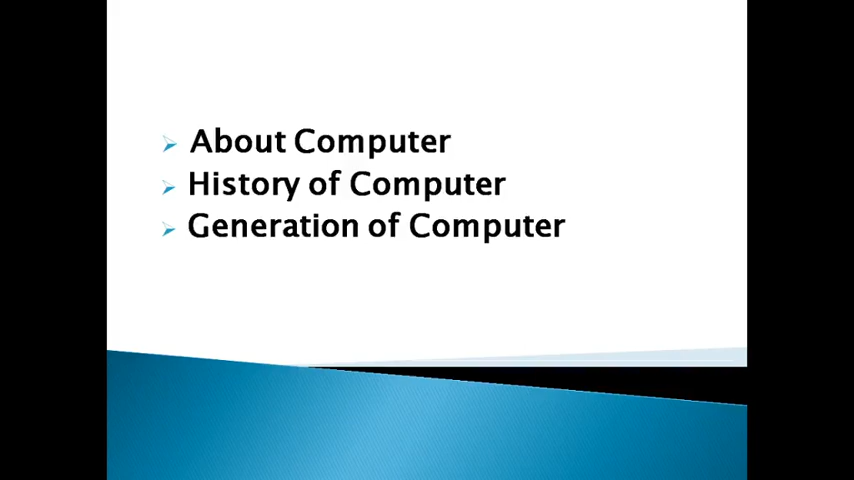 About Computer
History of Computer
Generation of Computer